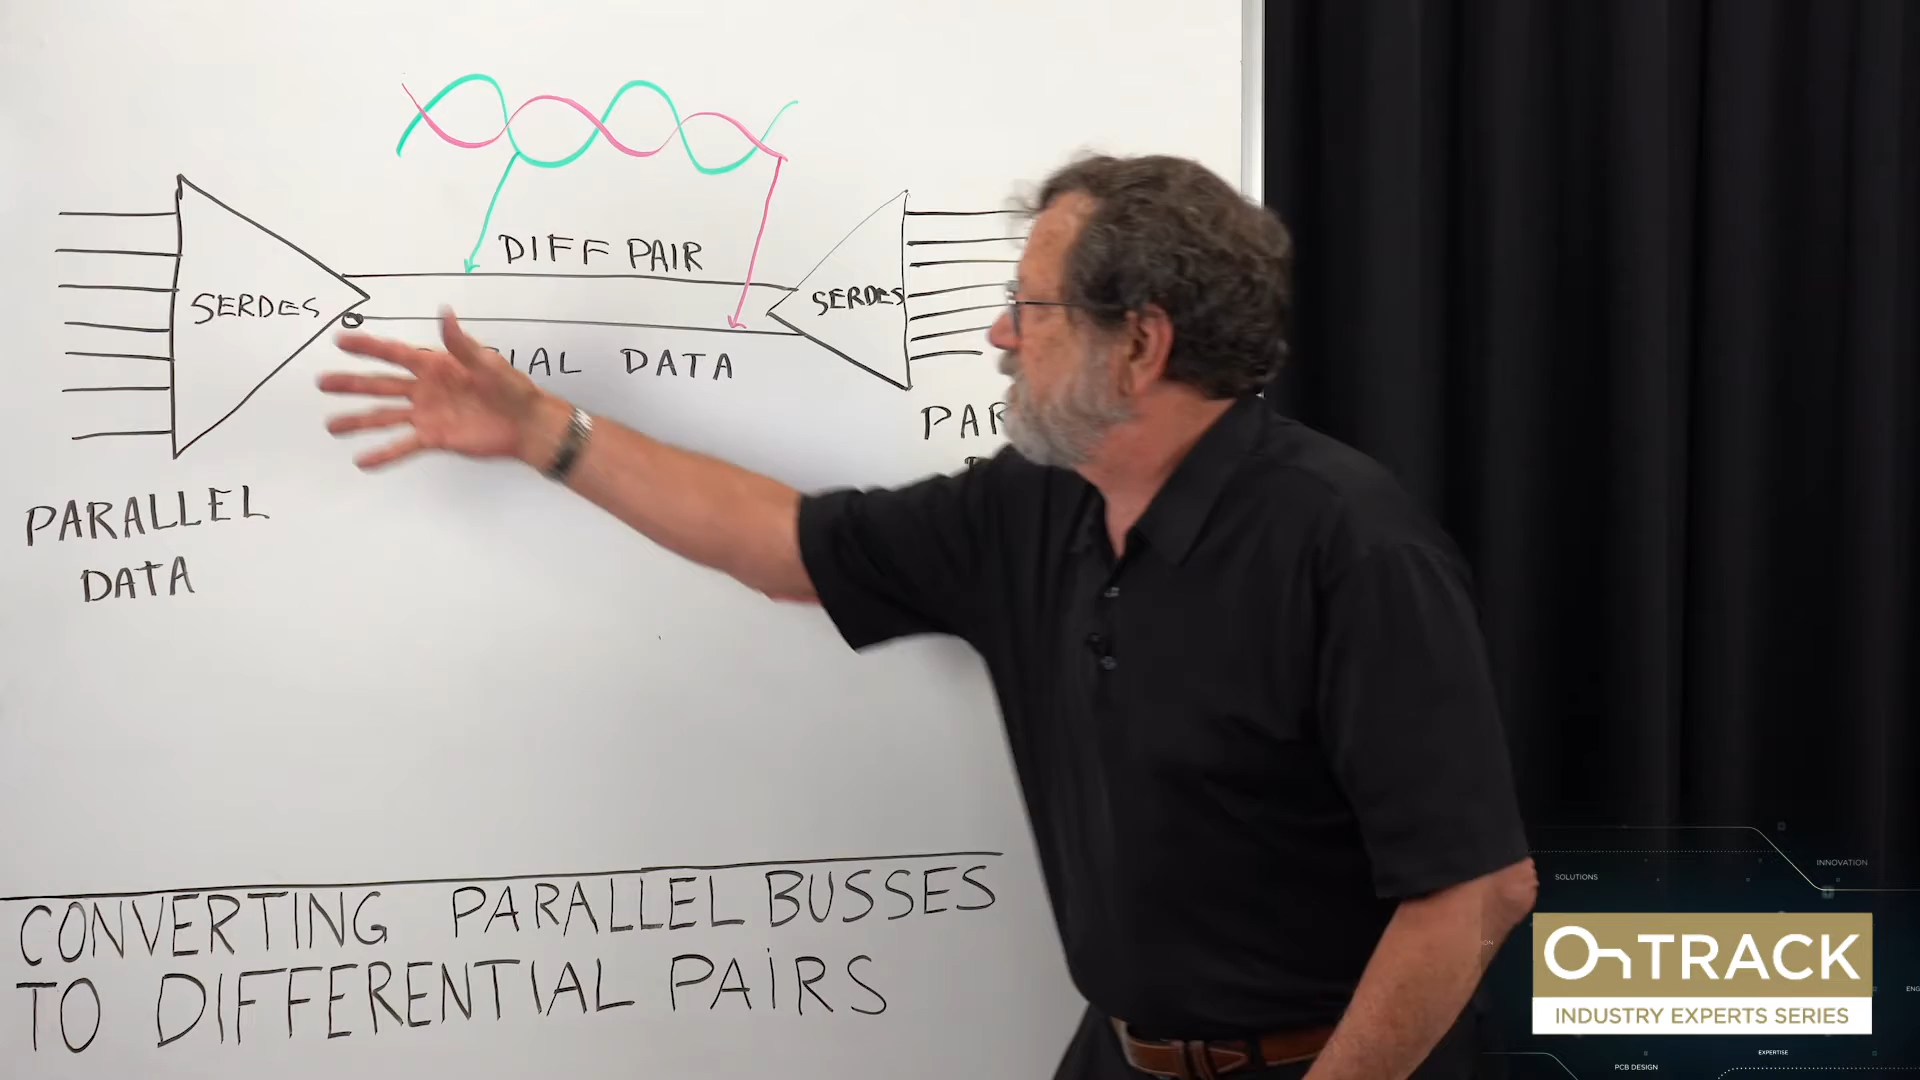 DIFF PAIR
SERDES
SERDES
DATA
PARALLEL
DATA
CONVERTING PARALLEL BUSSES
TO DIFFERENTIAL PAIRS
INNOVATION
SOLUTIONS
OnTRACK
INDUSTRY EXPERTS SERIES
EXPERTISE
PCB DESIGN